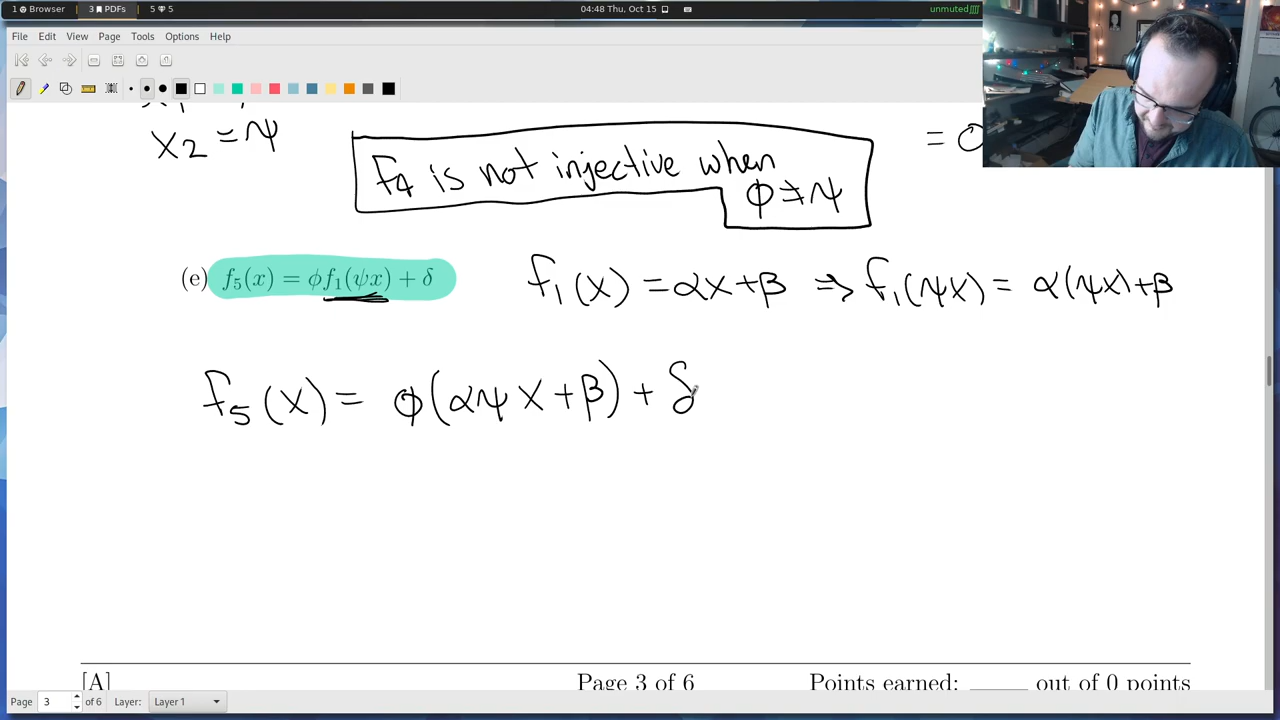 1 Browser 3 PDFs 5 5 04:48 Thu, Oct 15 unmuted
File Edit View Page Tools Options Help
x₂ = ψ
f₄ is not injective when
φ ≠ ψ
= 0
(e) f₅(x) = φf₁(ψx) + δ
f₁(x) = αx+β ⇒ f₁(ψx) = α(ψx)+β
f₅(x) = φ(αψx+β) + δ
[A] Page 3 of 6 Points earned: _____ out of 0 points
Page 3 of 6 Layer: Layer 1